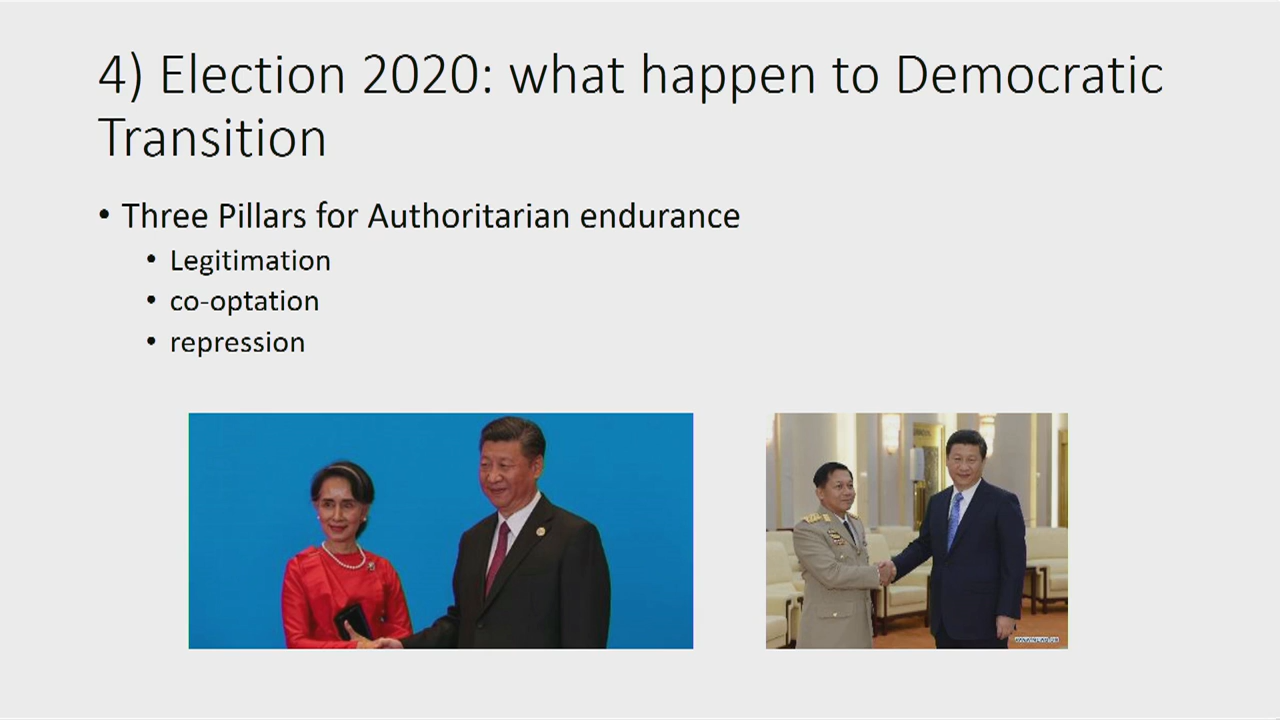 4) Election 2020: what happen to Democratic
Transition
• Three Pillars for Authoritarian endurance
• Legitimation
• co-optation
• repression